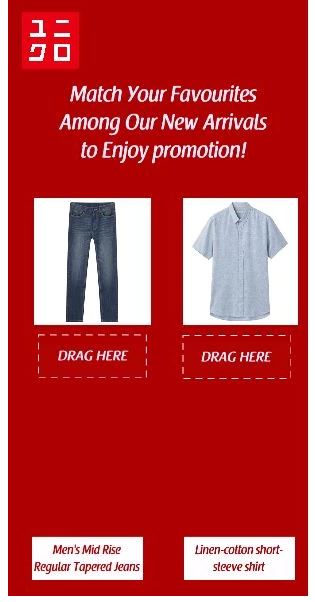 ユニ
クロ
Match Your Favourites
Among Our New Arrivals
to Enjoy promotion!
DRAG HERE
DRAG HERE
Men's Mid Rise
Regular Tapered Jeans
Linen-cotton short-
sleeve shirt